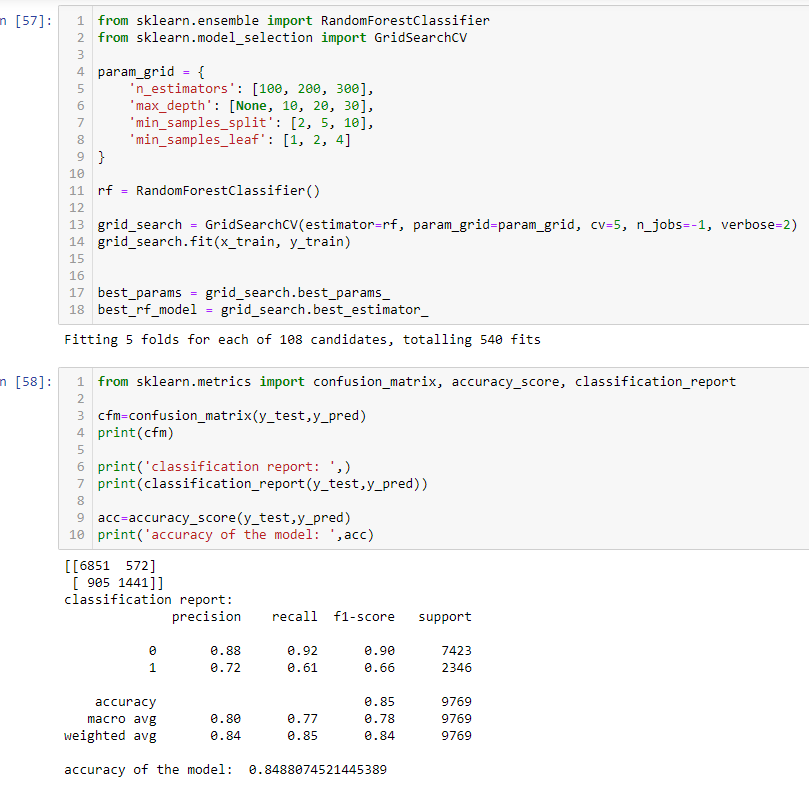 n [57]:
1 from sklearn.ensemble import RandomForestClassifier
2 from sklearn.model_selection import GridSearchCV
3
4 param_grid = {
5     'n_estimators': [100, 200, 300],
6     'max_depth': [None, 10, 20, 30],
7     'min_samples_split': [2, 5, 10],
8     'min_samples_leaf': [1, 2, 4]
9 }
10
11 rf = RandomForestClassifier()
12
13 grid_search = GridSearchCV(estimator=rf, param_grid=param_grid, cv=5, n_jobs=-1, verbose=2)
14 grid_search.fit(x_train, y_train)
15
16
17 best_params = grid_search.best_params_
18 best_rf_model = grid_search.best_estimator_
Fitting 5 folds for each of 108 candidates, totalling 540 fits
n [58]:
1 from sklearn.metrics import confusion_matrix, accuracy_score, classification_report
2
3 cfm=confusion_matrix(y_test,y_pred)
4 print(cfm)
5
6 print('classification report: ',)
7 print(classification_report(y_test,y_pred))
8
9 acc=accuracy_score(y_test,y_pred)
10 print('accuracy of the model: ',acc)
[[6851  572]
 [ 905 1441]]
classification report:
              precision    recall  f1-score   support
           0       0.88      0.92      0.90      7423
           1       0.72      0.61      0.66      2346
    accuracy                           0.85      9769
   macro avg       0.80      0.77      0.78      9769
weighted avg       0.84      0.85      0.84      9769
accuracy of the model:  0.8488074521445389